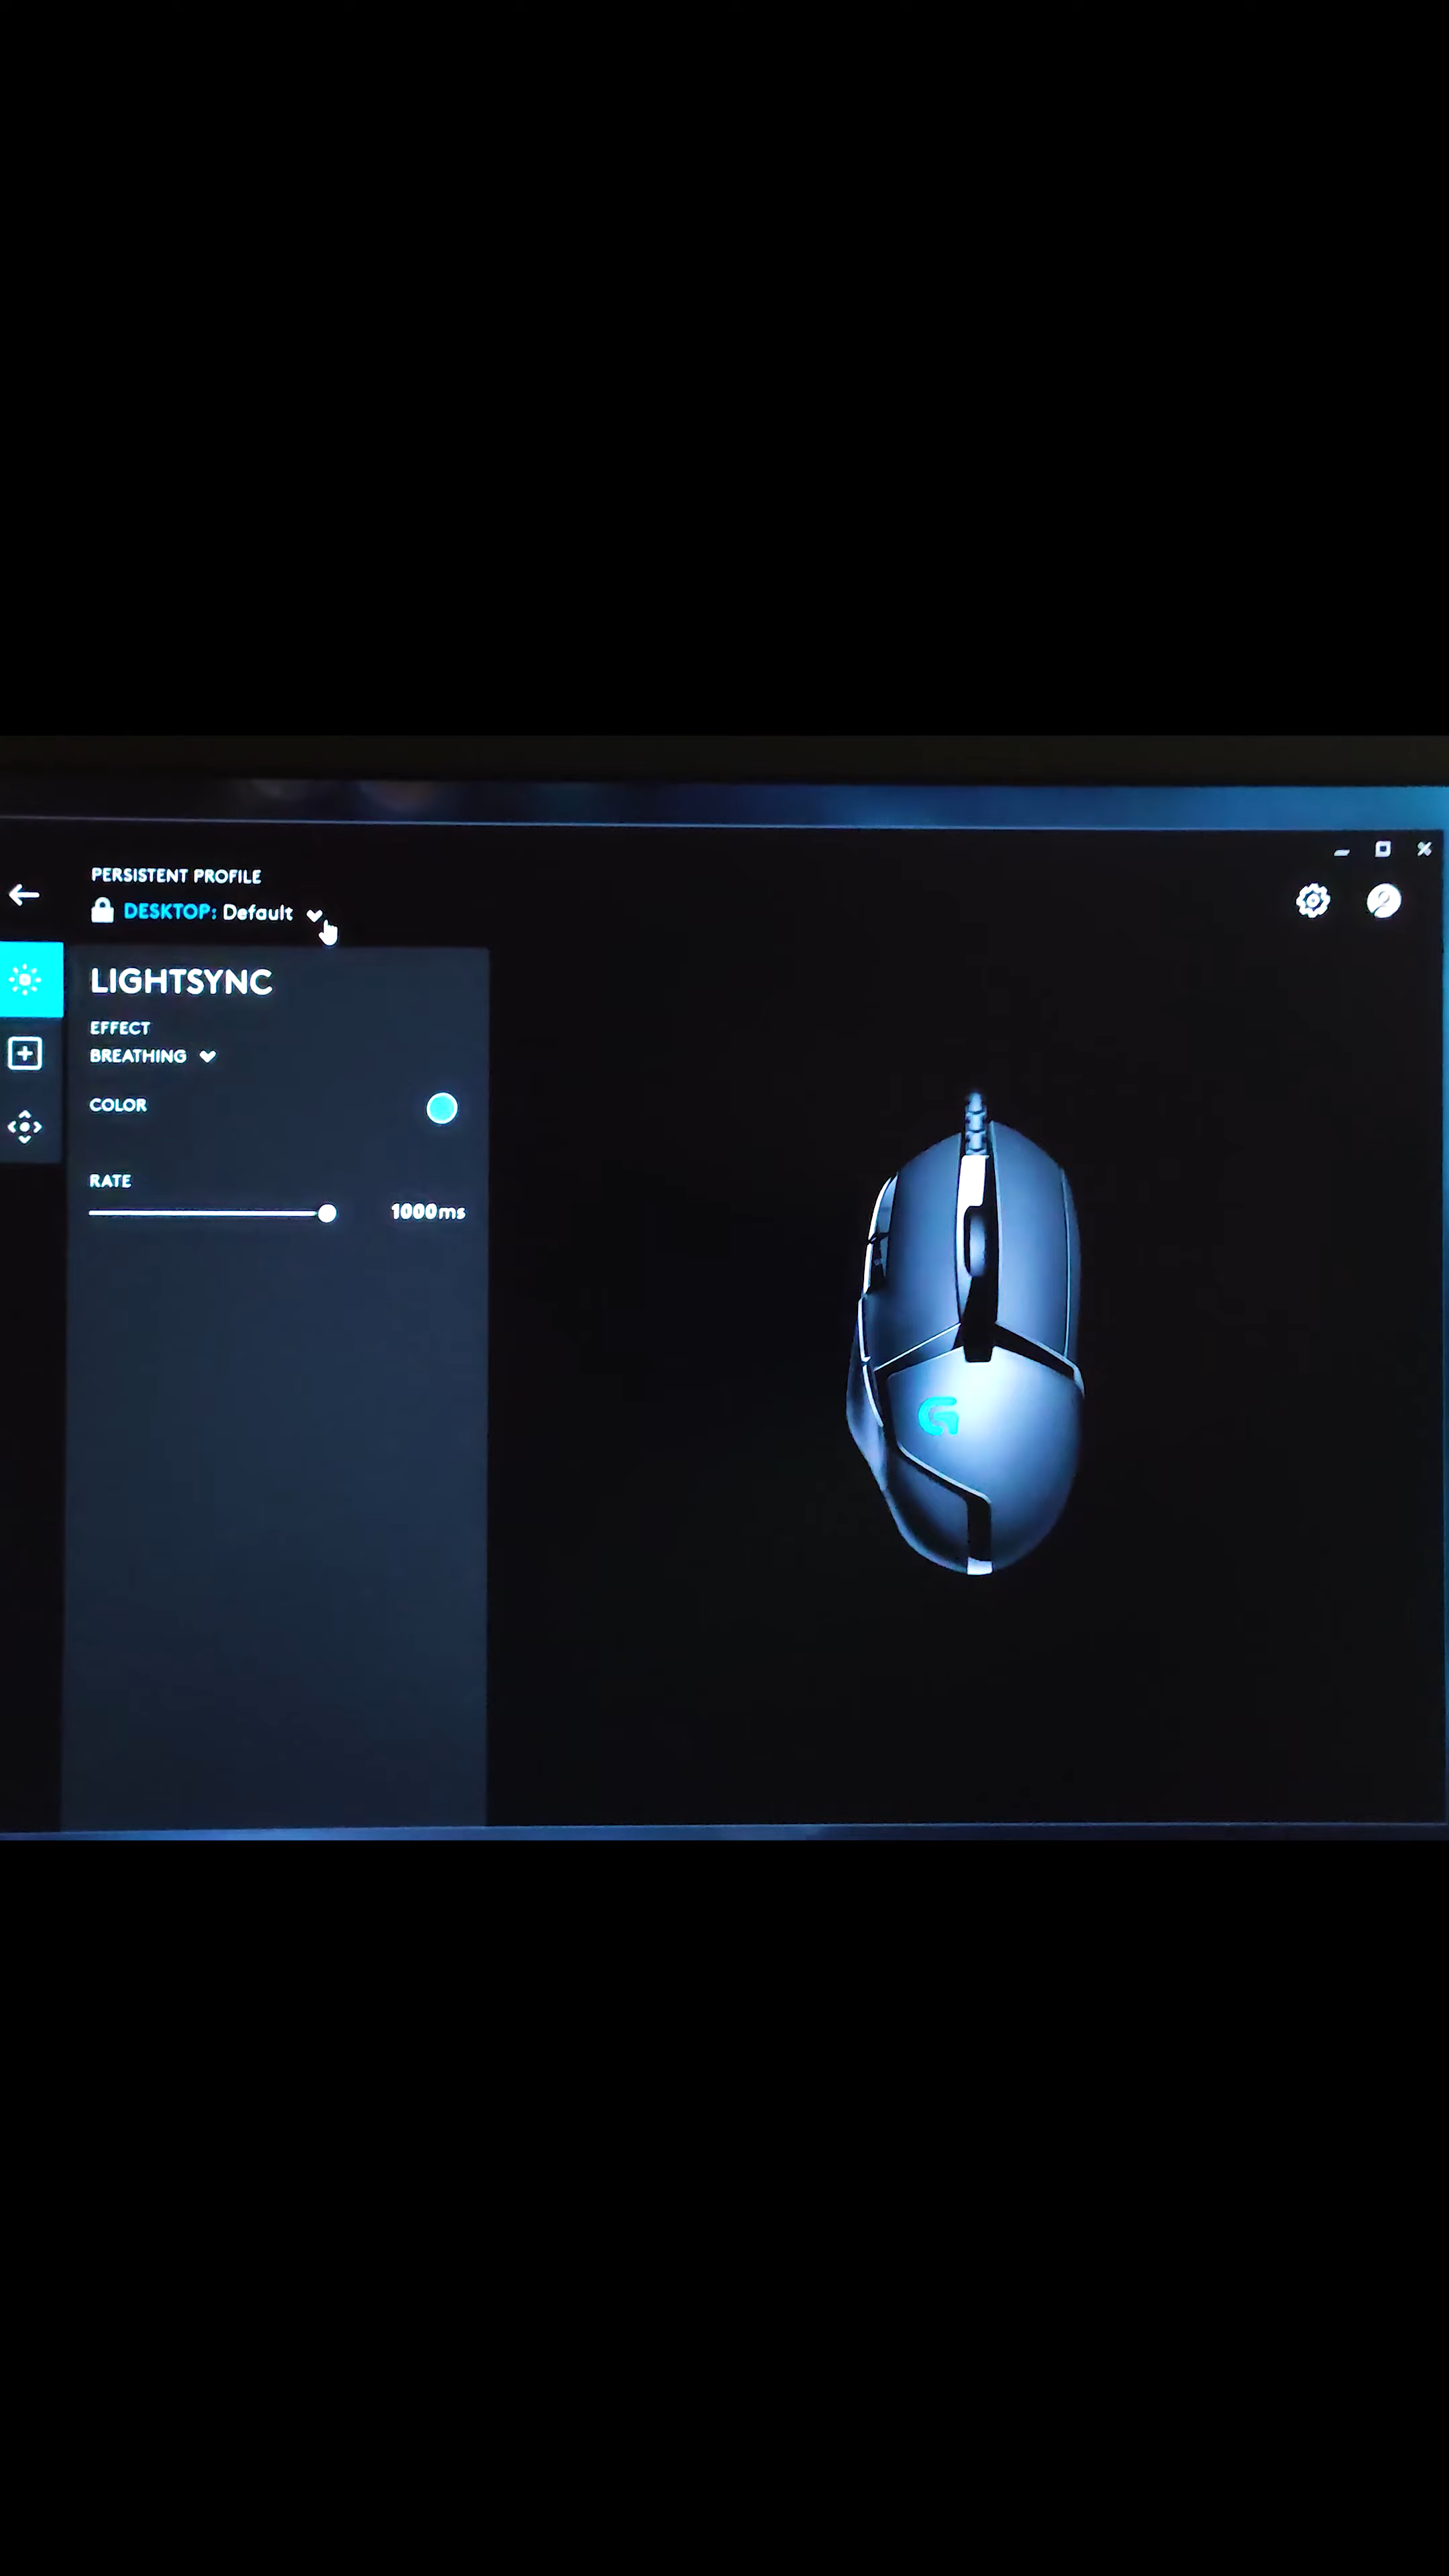 PERSISTENT PROFILE
DESKTOP: Default
LIGHTSYNC
EFFECT
BREATHING
COLOR
RATE
1000ms